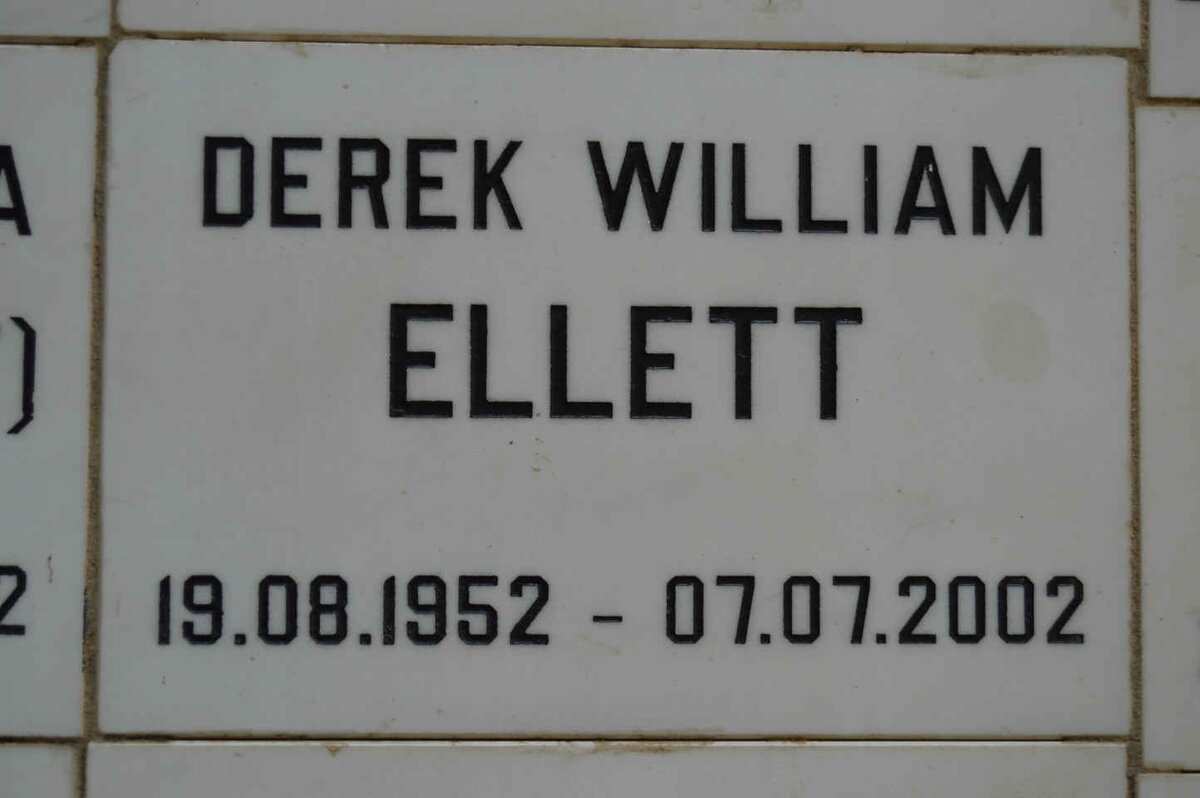 DEREK WILLIAM
ELLETT
19.08.1952 - 07.07.2002